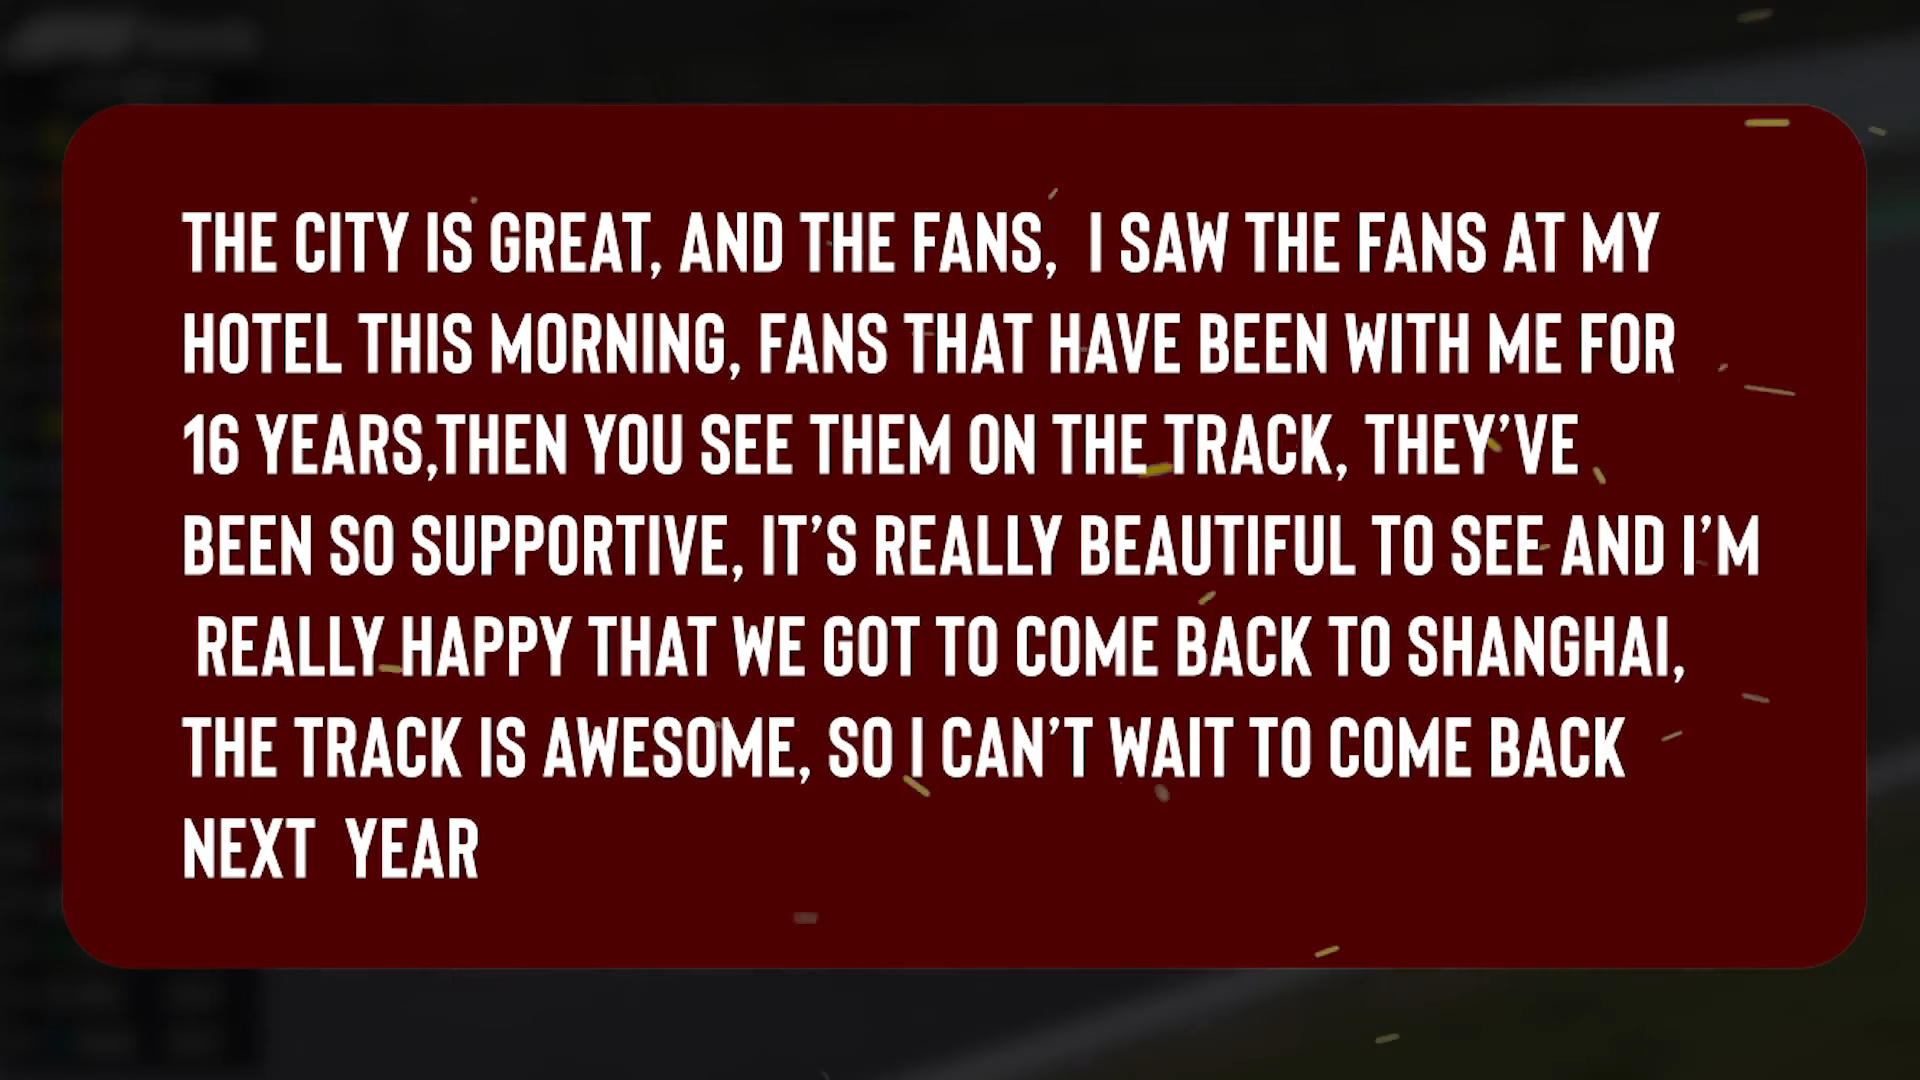 THE CITY IS GREAT, AND THE FANS, I SAW THE FANS AT MY
HOTEL THIS MORNING, FANS THAT HAVE BEEN WITH ME FOR
16 YEARS,THEN YOU SEE THEM ON THE TRACK, THEY’VE
BEEN SO SUPPORTIVE, IT’S REALLY BEAUTIFUL TO SEE AND I’M
REALLY HAPPY THAT WE GOT TO COME BACK TO SHANGHAI,
THE TRACK IS AWESOME, SO I CAN’T WAIT TO COME BACK
NEXT YEAR